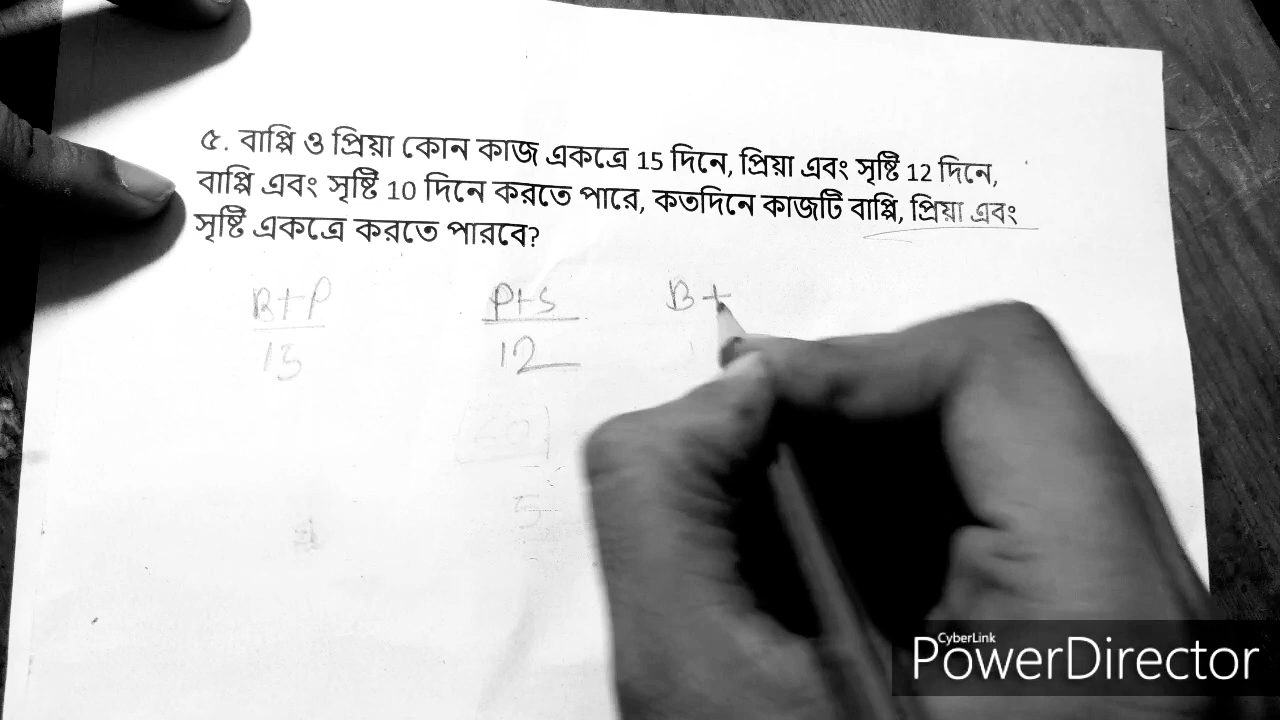 ৫. বাপ্পি ও প্রিয়া কোন কাজ একত্রে 15 দিনে, প্রিয়া এবং সৃষ্টি 12 দিনে,
বাপ্পি এবং সৃষ্টি 10 দিনে করতে পারে, কতদিনে কাজটি বাপ্পি, প্রিয়া এবং
সৃষ্টি একত্রে করতে পারবে?
B+P P+S B+
15 12
60
5
CyberLink
PowerDirector